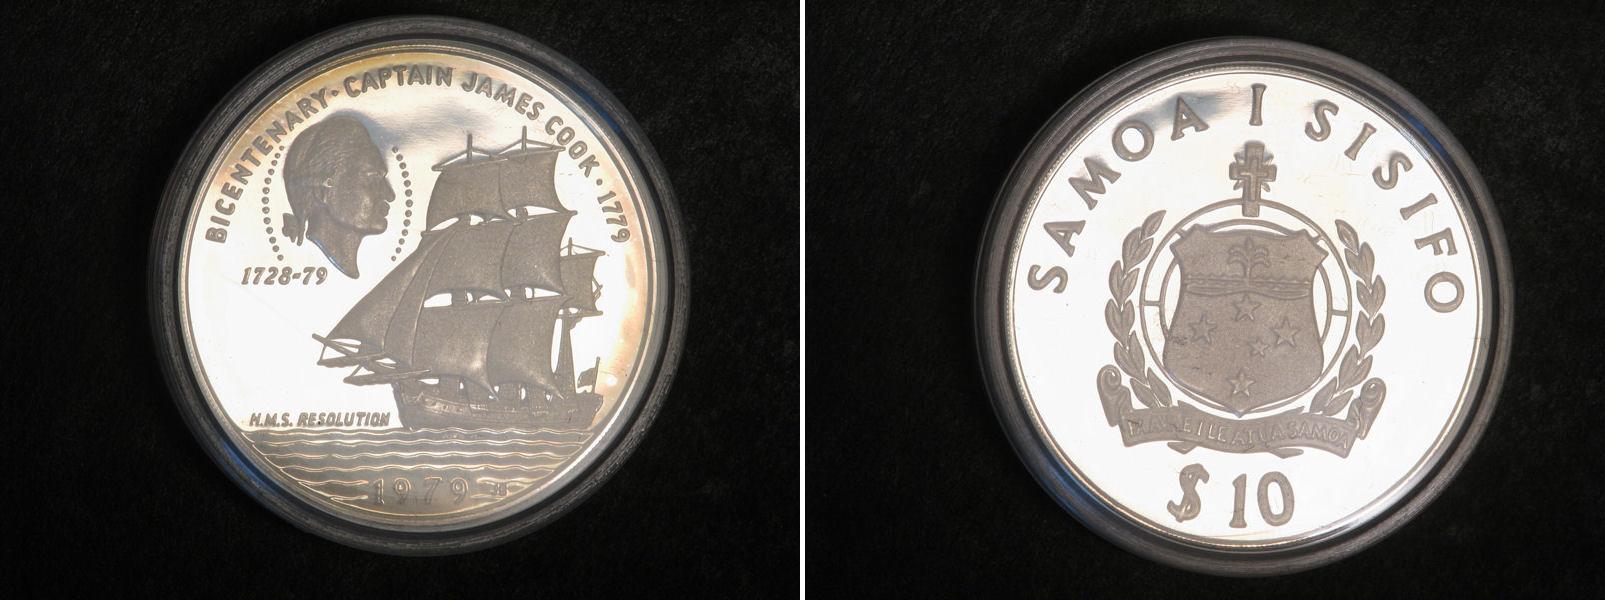 BICENTENARY · CAPTAIN JAMES COOK · 1779
1728-79
H.M.S. RESOLUTION
1979
SAMOA I SISIFO
FAAVAE I LE ATUA SAMOA
$10